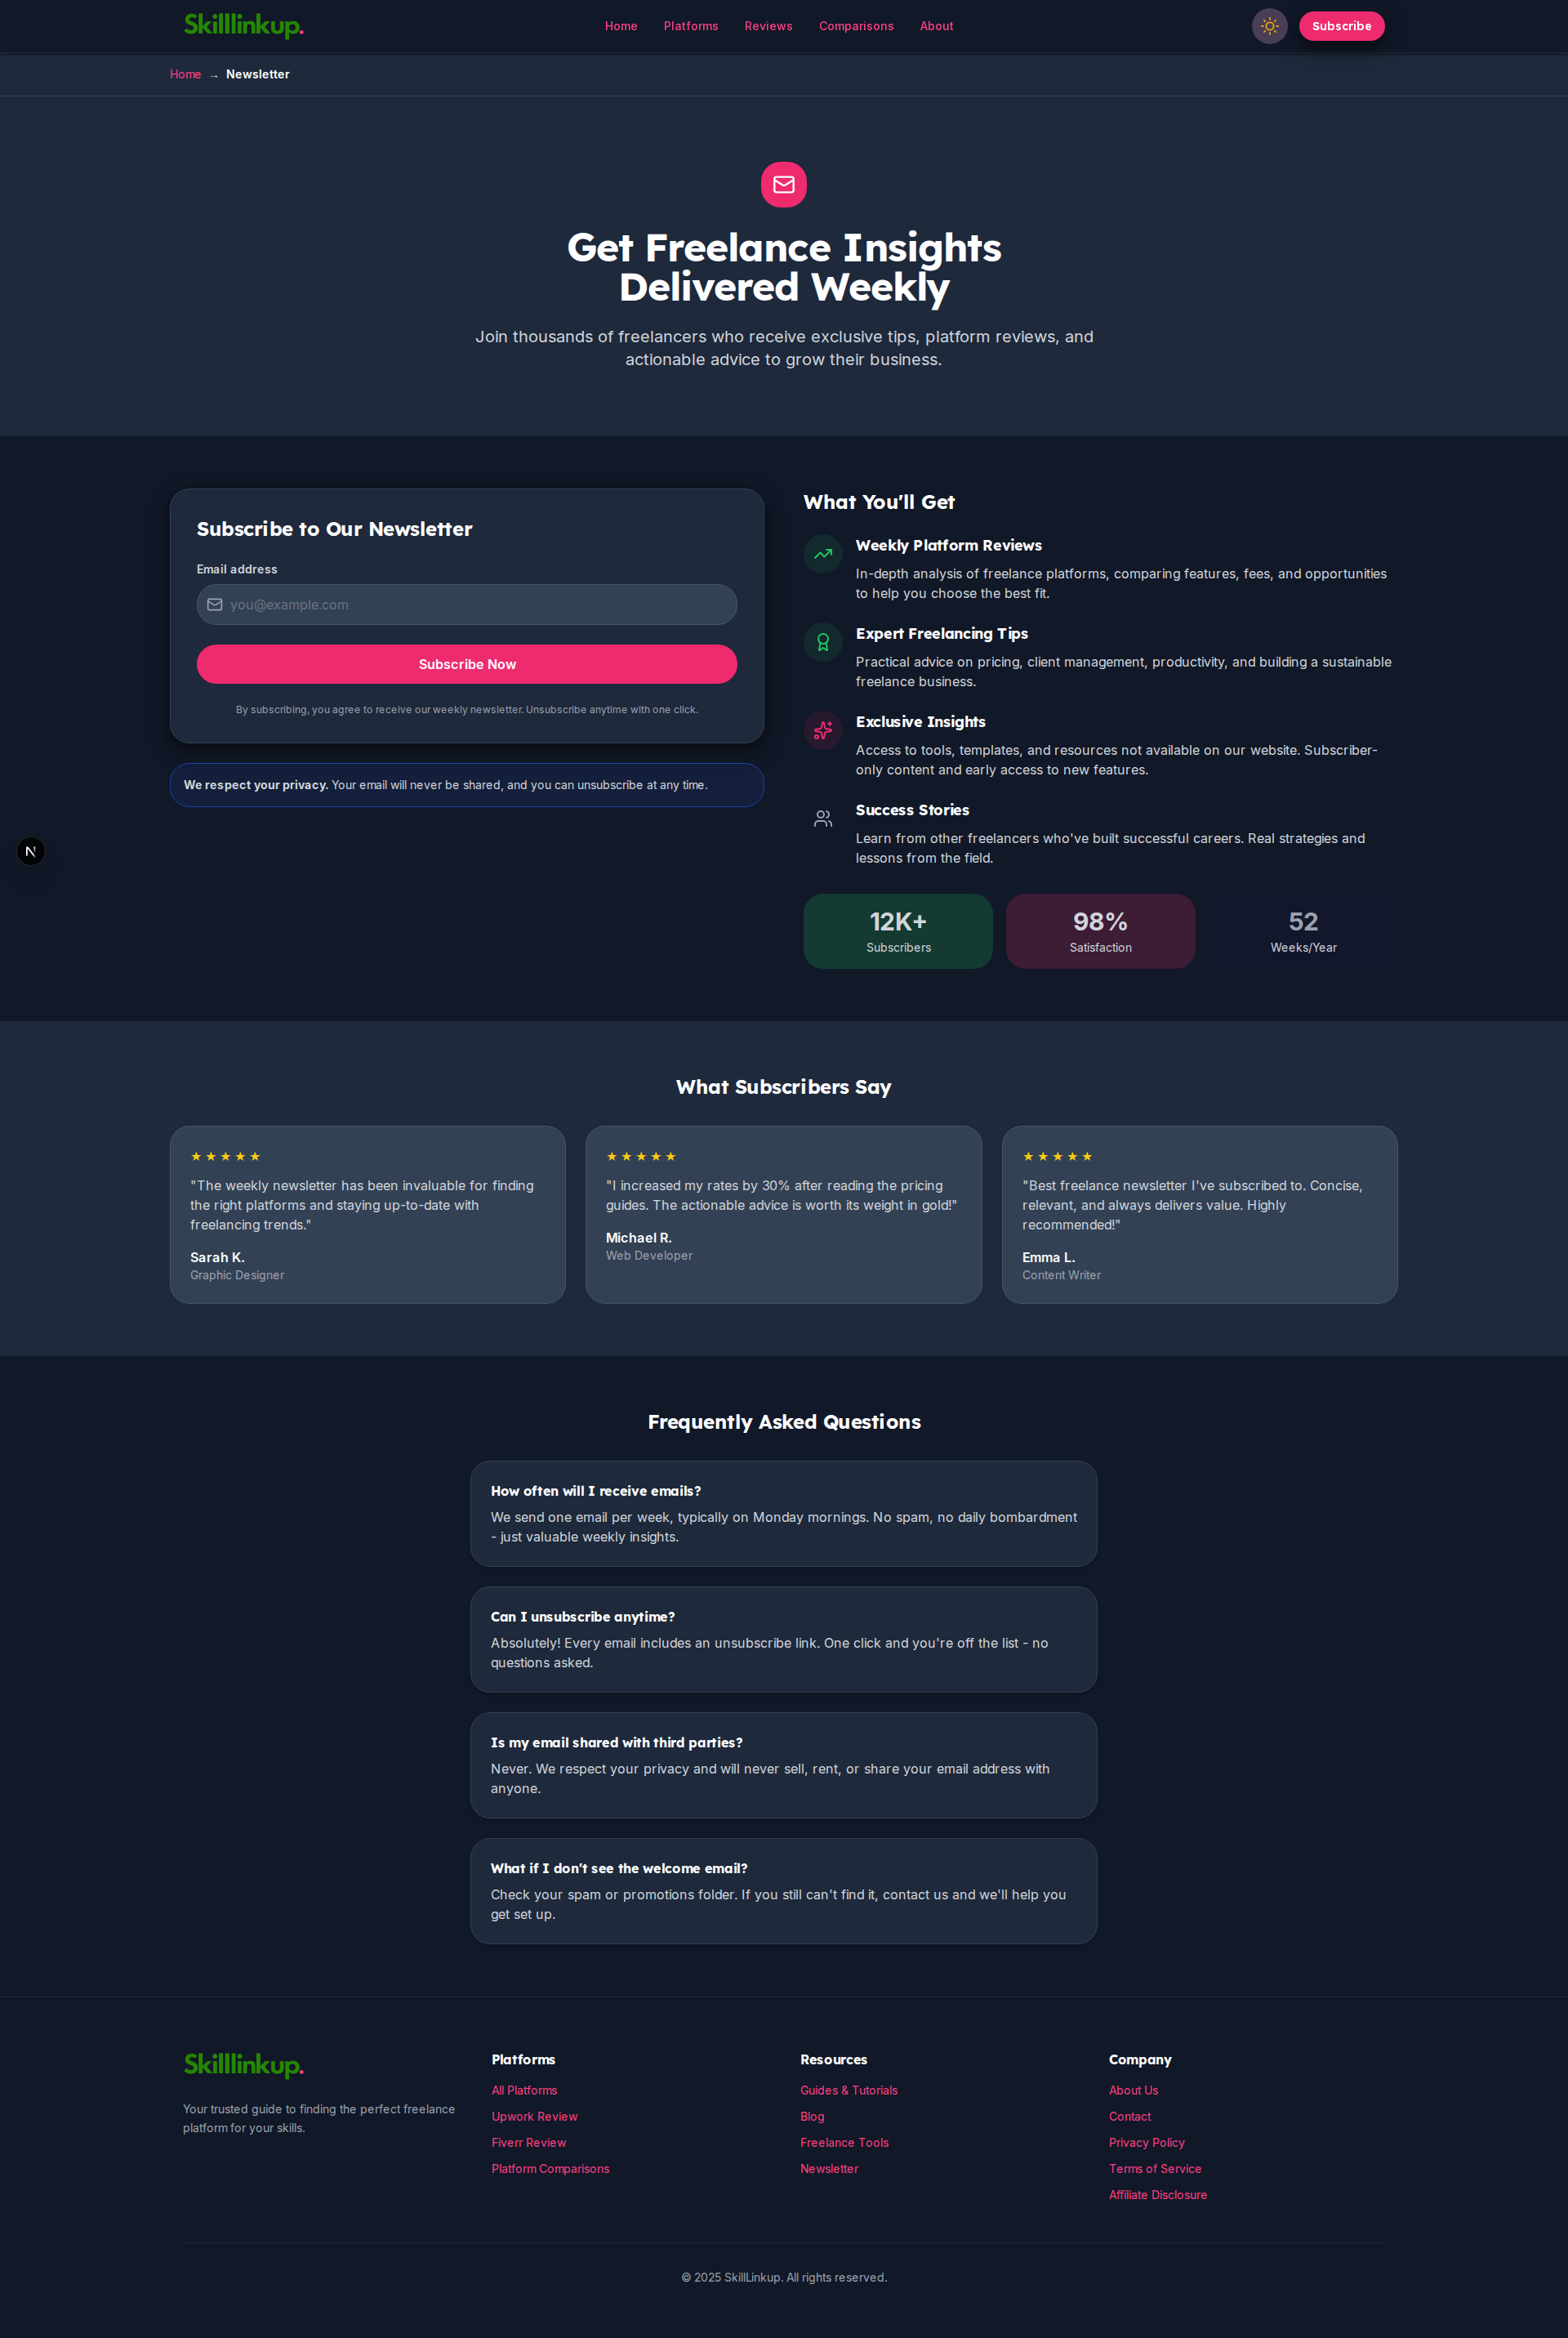 Skilllinkup.
Home Platforms Reviews Comparisons About
Subscribe
Home → Newsletter
Get Freelance Insights
Delivered Weekly
Join thousands of freelancers who receive exclusive tips, platform reviews, and
actionable advice to grow their business.
Subscribe to Our Newsletter
Email address
you@example.com
Subscribe Now
By subscribing, you agree to receive our weekly newsletter. Unsubscribe anytime with one click.
We respect your privacy. Your email will never be shared, and you can unsubscribe at any time.
N
What You'll Get
Weekly Platform Reviews
In-depth analysis of freelance platforms, comparing features, fees, and opportunities
to help you choose the best fit.
Expert Freelancing Tips
Practical advice on pricing, client management, productivity, and building a sustainable
freelance business.
Exclusive Insights
Access to tools, templates, and resources not available on our website. Subscriber-
only content and early access to new features.
Success Stories
Learn from other freelancers who've built successful careers. Real strategies and
lessons from the field.
12K+
Subscribers
98%
Satisfaction
52
Weeks/Year
What Subscribers Say
★★★★★
"The weekly newsletter has been invaluable for finding
the right platforms and staying up-to-date with
freelancing trends."
Sarah K.
Graphic Designer
★★★★★
"I increased my rates by 30% after reading the pricing
guides. The actionable advice is worth its weight in gold!"
Michael R.
Web Developer
★★★★★
"Best freelance newsletter I've subscribed to. Concise,
relevant, and always delivers value. Highly
recommended!"
Emma L.
Content Writer
Frequently Asked Questions
How often will I receive emails?
We send one email per week, typically on Monday mornings. No spam, no daily bombardment
- just valuable weekly insights.
Can I unsubscribe anytime?
Absolutely! Every email includes an unsubscribe link. One click and you're off the list - no
questions asked.
Is my email shared with third parties?
Never. We respect your privacy and will never sell, rent, or share your email address with
anyone.
What if I don't see the welcome email?
Check your spam or promotions folder. If you still can't find it, contact us and we'll help you
get set up.
Skilllinkup.
Your trusted guide to finding the perfect freelance
platform for your skills.
Platforms
All Platforms
Upwork Review
Fiverr Review
Platform Comparisons
Resources
Guides & Tutorials
Blog
Freelance Tools
Newsletter
Company
About Us
Contact
Privacy Policy
Terms of Service
Affiliate Disclosure
© 2025 SkillLinkup. All rights reserved.